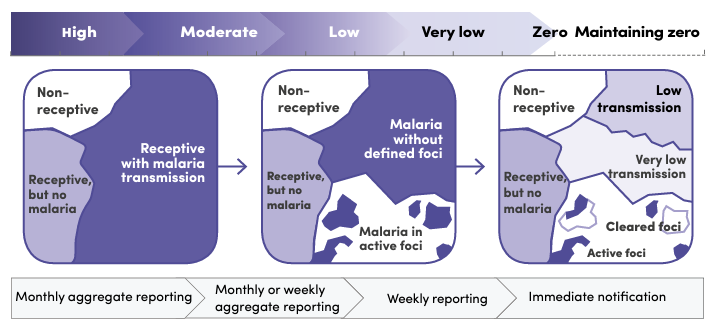 High Moderate Low Very low Zero Maintaining zero
Non-
receptive
Receptive
with malaria
transmission
Receptive,
but no
malaria
Non-
receptive
Malaria
without
defined foci
Receptive,
but no
malaria
Malaria in
active foci
Non-
receptive
Low
transmission
Very low
transmission
Receptive,
but no
malaria
Cleared foci
Active foci
Monthly aggregate reporting
Monthly or weekly
aggregate reporting
Weekly reporting
Immediate notification